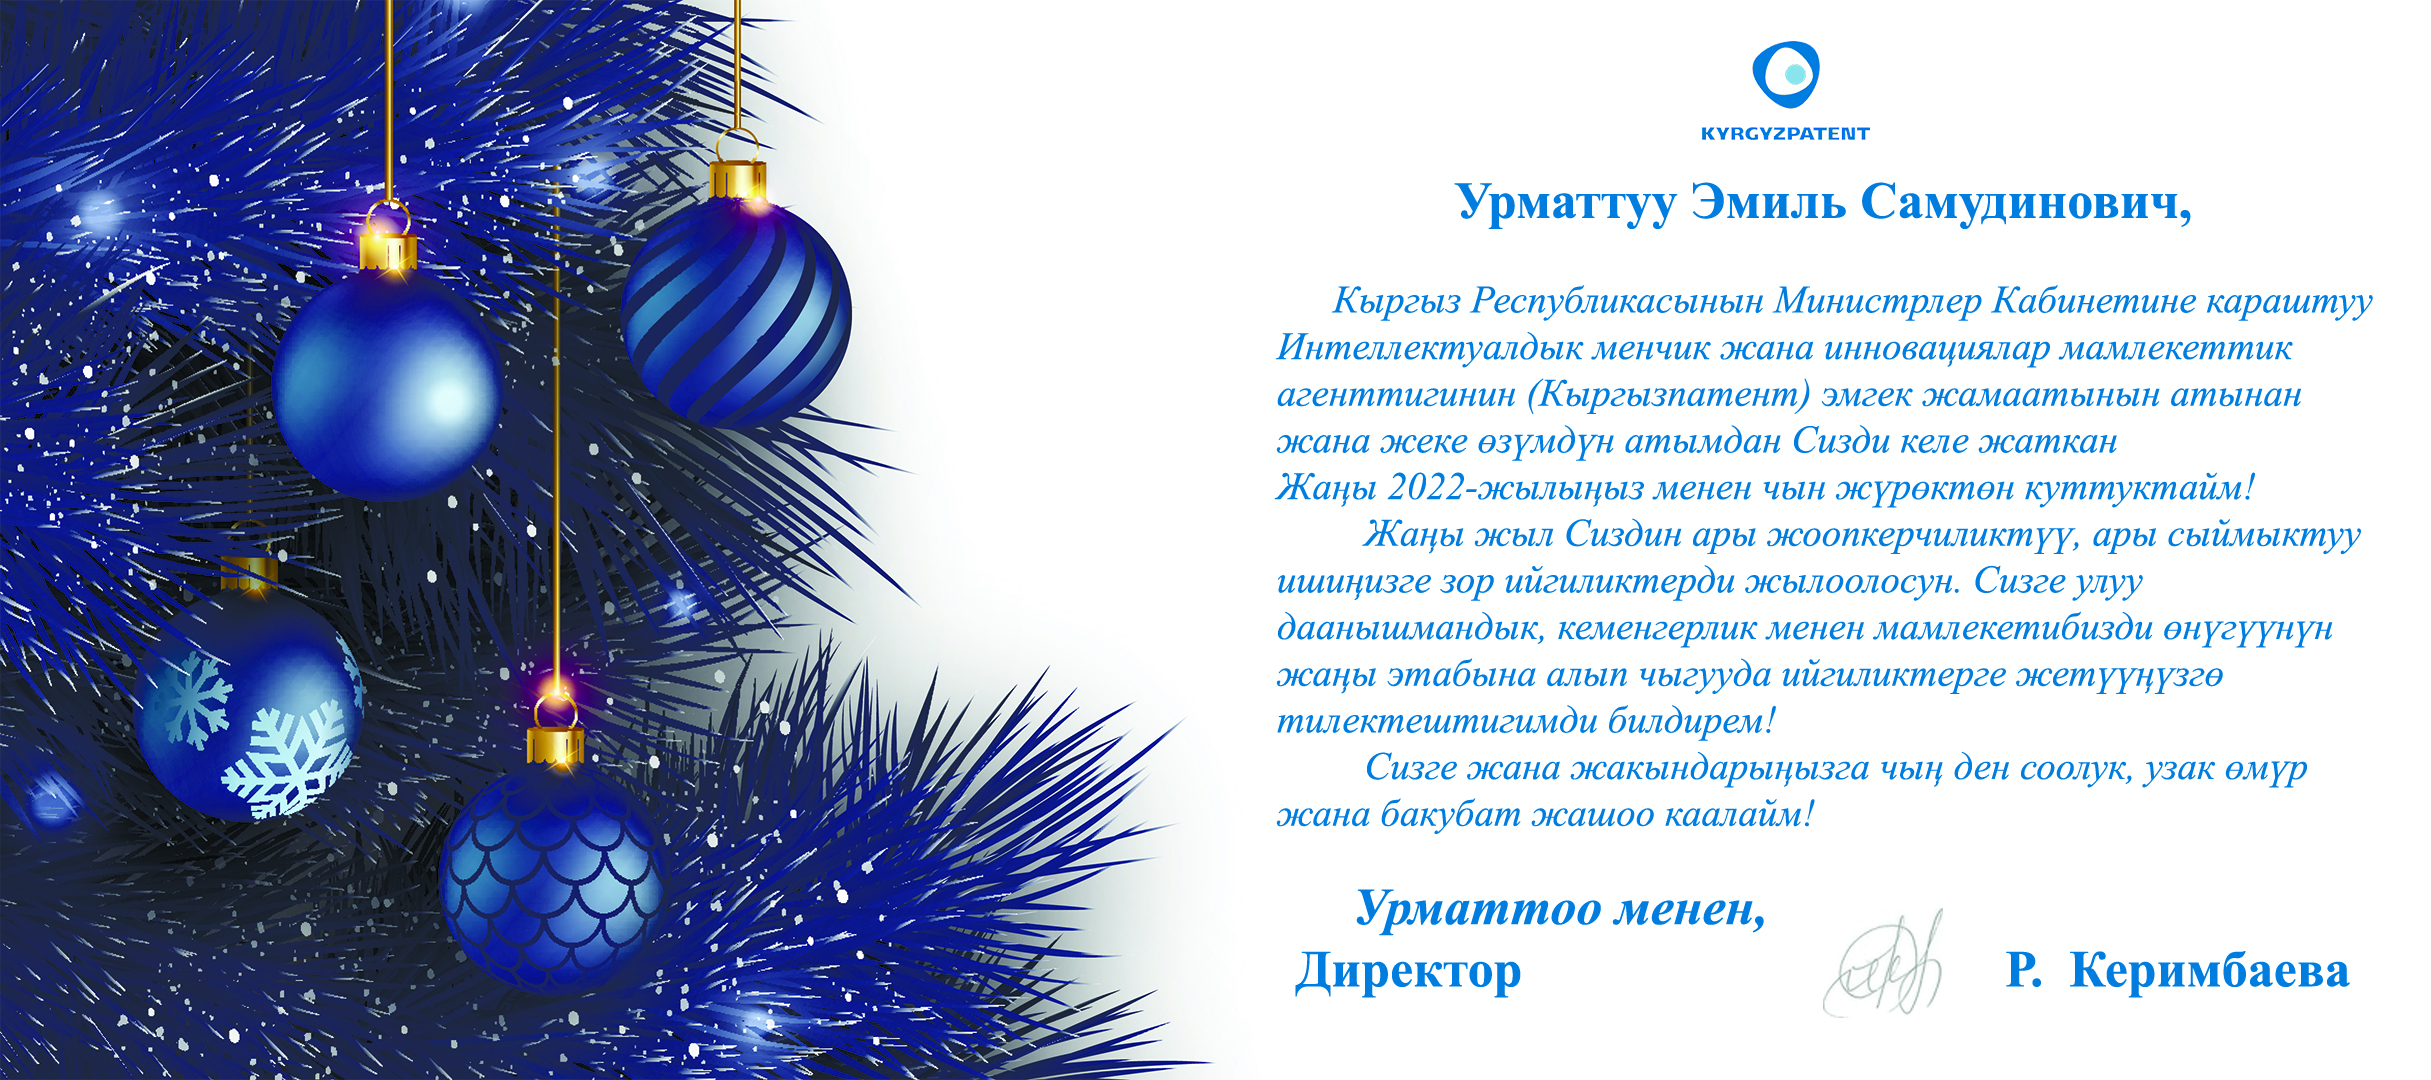 KYRGYZPATENT
Урматтуу Эмиль Самудинович,
Кыргыз Республикасынын Министрлер Кабинетине караштуу
Интеллектуалдык менчик жана инновациялар мамлекеттик
агенттигинин (Кыргызпатент) эмгек жамаатынын атынан
жана жеке өзүмдүн атымдан Сизди келе жаткан
Жаңы 2022-жылыңыз менен чын жүрөктөн куттуктайм!
Жаңы жыл Сиздин ары жоопкерчиликтүү, ары сыймыктуу
ишиңизге зор ийгиликтерди жылоолосун. Сизге улуу
даанышмандык, кеменгерлик менен мамлекетибизди өнүгүүнүн
жаңы этабына алып чыгууда ийгиликтерге жетүүңүзгө
тилектештигимди билдирем!
Сизге жана жакындарыңызга чың ден соолук, узак өмүр
жана бакубат жашоо каалайм!
Урматтоо менен,
Директор Р. Керимбаева